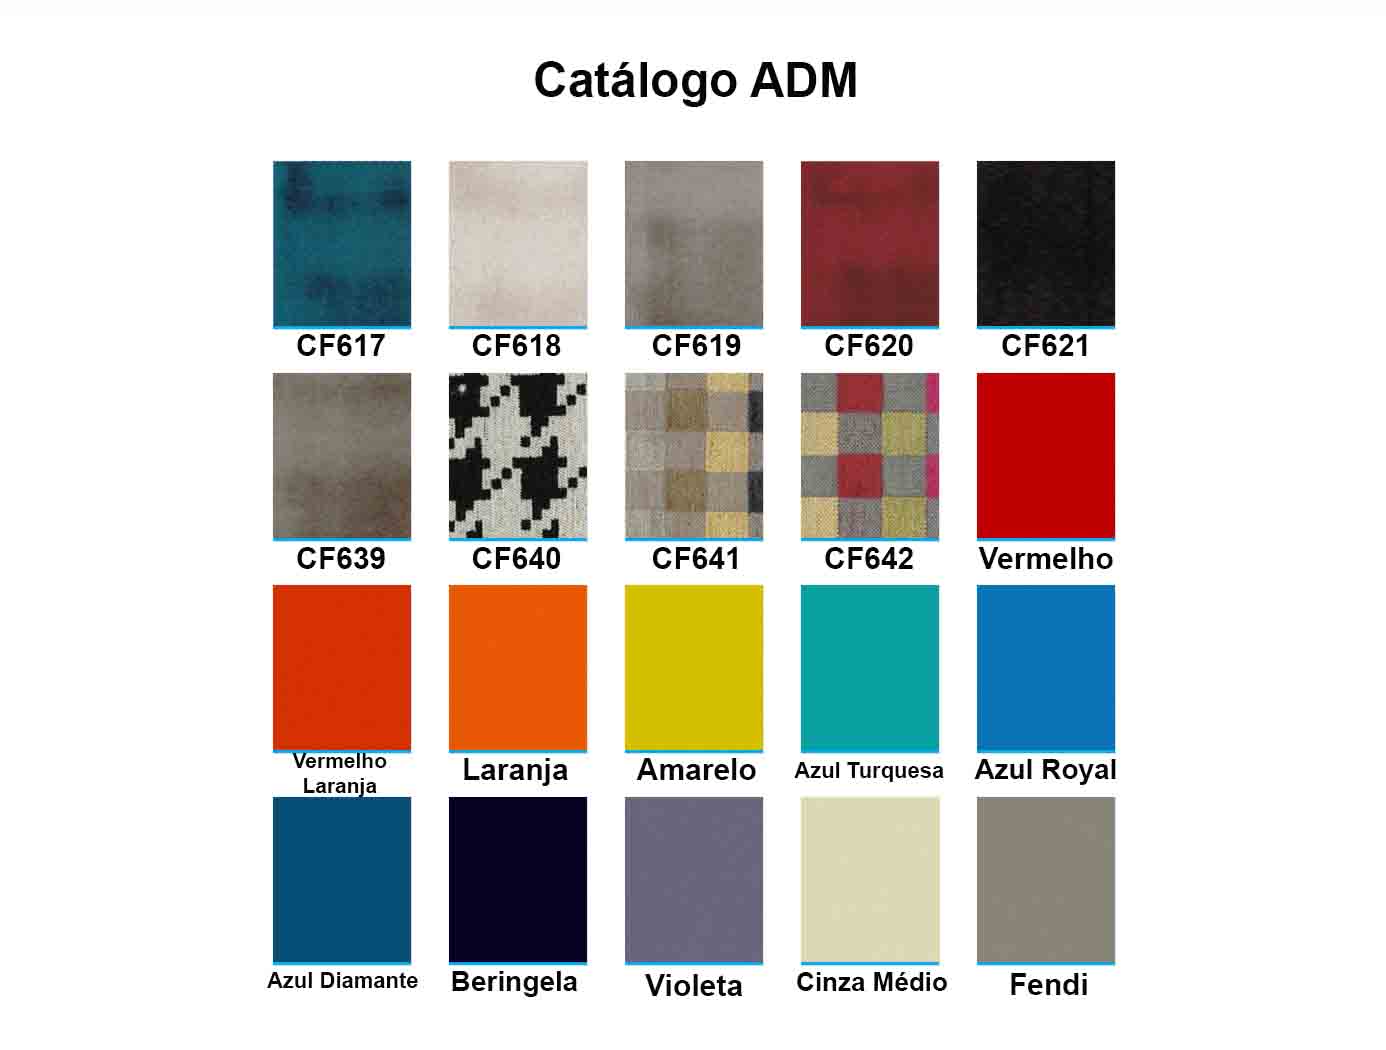 Catálogo ADM
CF617
CF618
CF619
CF620
CF621
CF639
CF640
CF641
CF642
Vermelho
Vermelho
Laranja
Laranja
Amarelo
Azul Turquesa
Azul Royal
Azul Diamante
Beringela
Violeta
Cinza Médio
Fendi